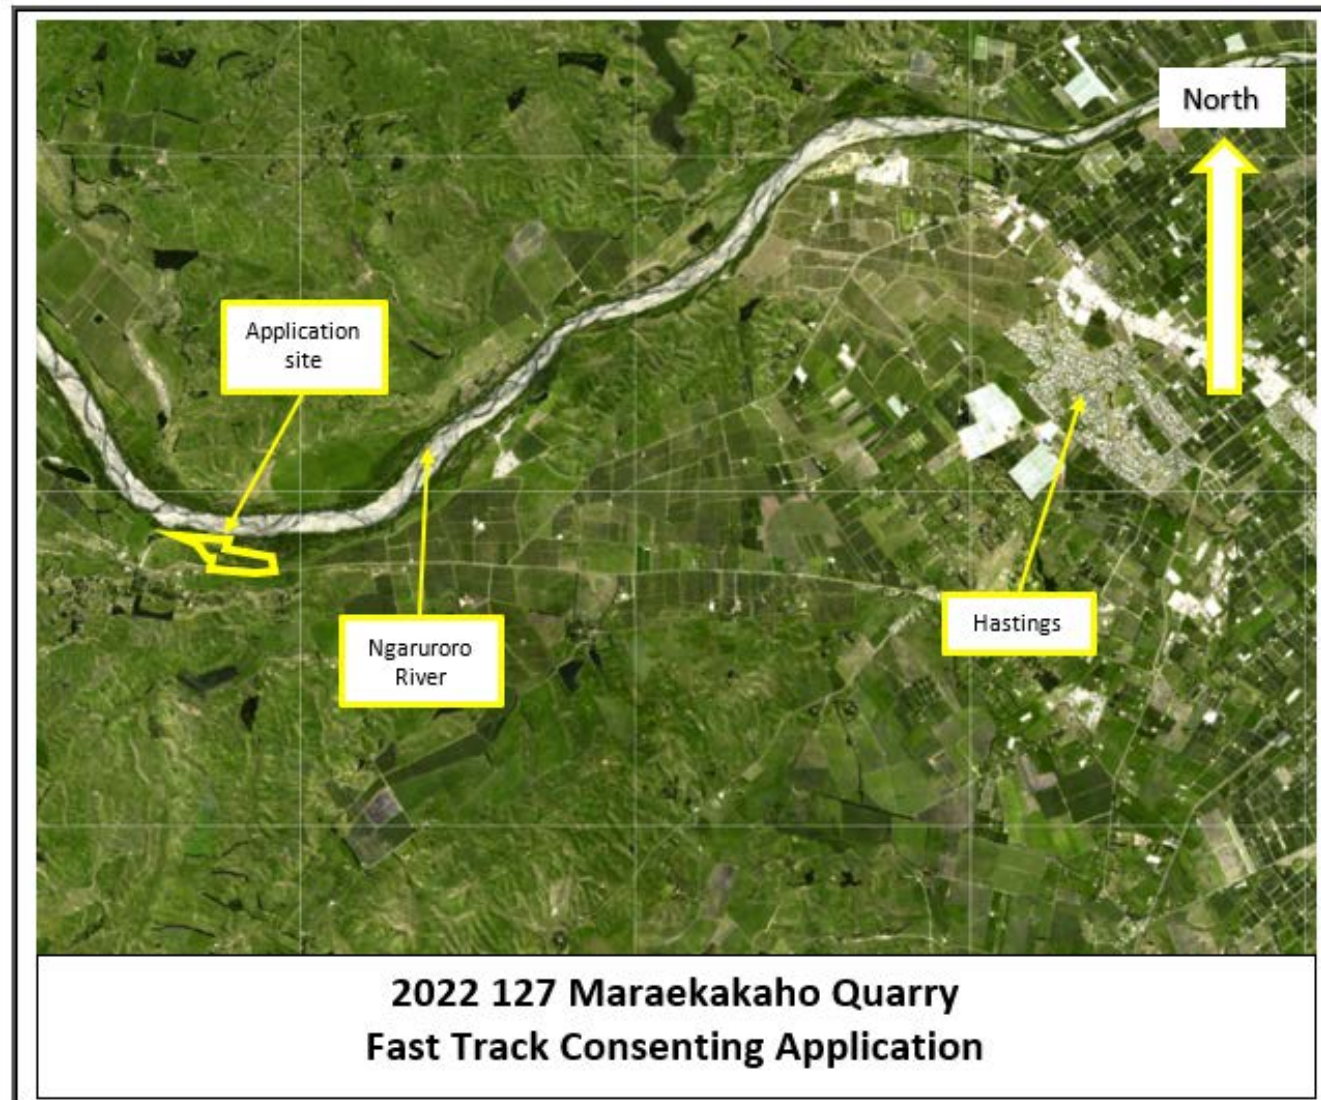 North
Application
site
Ngaruroro
River
Hastings
2022 127 Maraekakaho Quarry
Fast Track Consenting Application